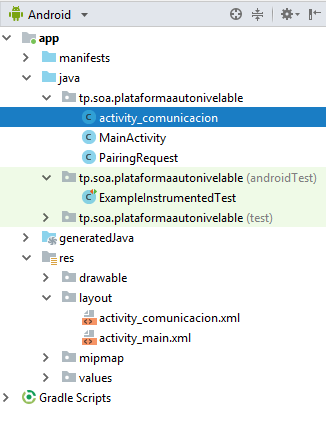 Android
app
manifests
java
tp.soa.plataformaautonivelable
activity_comunicacion
MainActivity
PairingRequest
tp.soa.plataformaautonivelable (androidTest)
ExampleInstrumentedTest
tp.soa.plataformaautonivelable (test)
generatedJava
res
drawable
layout
activity_comunicacion.xml
activity_main.xml
mipmap
values
Gradle Scripts